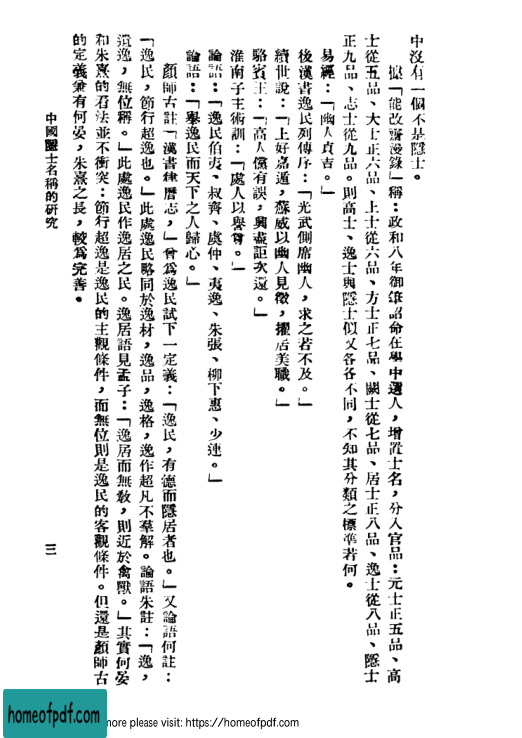 中沒有一個不是隱士。
據「能改齋漫錄」稱：政和八年御筆詔命在學中選人，增置士名，分入官品：元士正五品、高
士從五品、大士正六品、上士從六品、方士正七品、闕士從七品、居士正八品、逸士從八品、隱士
正九品、志士從九品。則高士、逸士與隱士似又各各不同，不知其分類之標準若何。
易經：「幽人貞吉。」
後漢書逸民列傳序：「光武側席幽人，求之若不及。」
續世說：「上好嘉遁，蘇威以幽人見徵，擢居美職。」
駱賓王：「高人儻有訪，興盡詎次還。」
淮南子主術訓：「處人以譽尊。」
論語：「逸民伯夷、叔齊、虞仲、夷逸、朱張、柳下惠、少連。」
論語：「舉逸民而天下之人歸心。」
顏師古註「漢書律曆志，」曾爲逸民試下一定義：「逸民，有德而隱居者也。」又論語何註：
「逸民，節行超逸也。」此處逸民略同於逸材，逸品，逸格，逸作超凡不羣解。論語朱註：「逸，
遺逸，無位稱。」此處逸民作逸居之民。逸居語見孟子：「逸居而無敎，則近於禽獸。」其實何晏
和朱熹的看法並不衝突：節行超逸是逸民的主觀條件，而無位則是逸民的客觀條件。但還是顏師古
的定義兼有何晏，朱熹之長，較爲完善。
中國隱士名稱的研究
三
homeofpdf.com
more please visit: https://homeofpdf.com